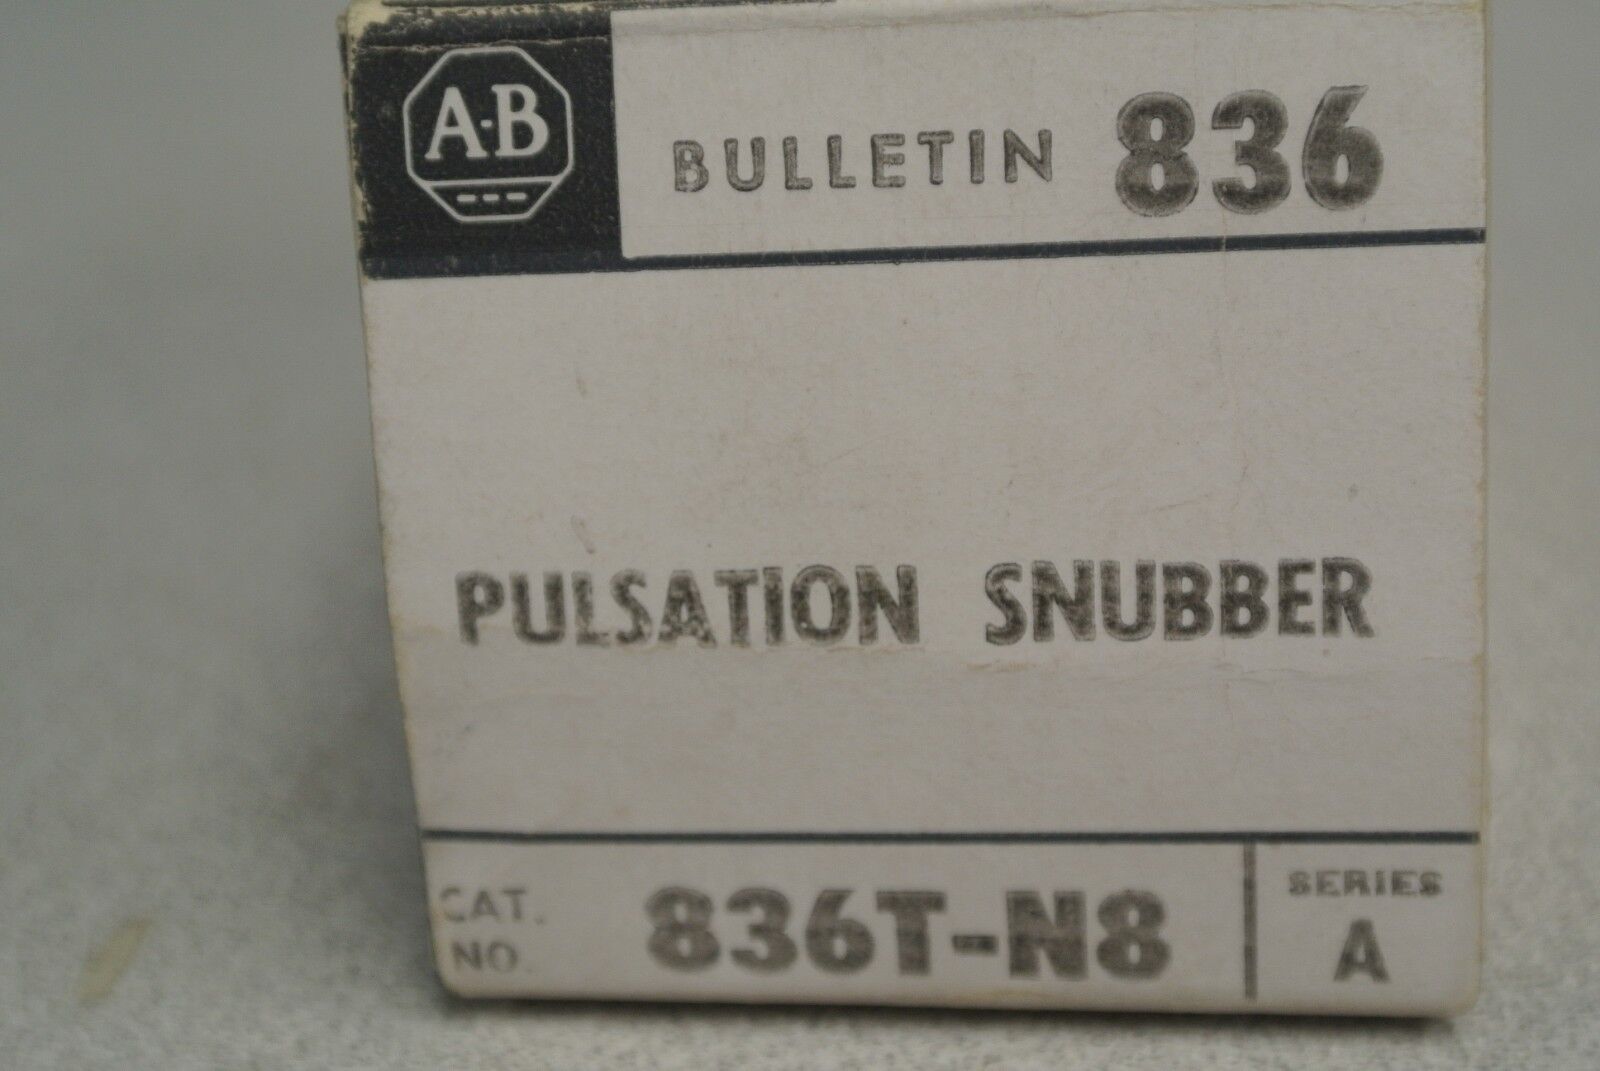 A-B
BULLETIN 836
PULSATION SNUBBER
CAT. NO. 836T-N8
SERIES A